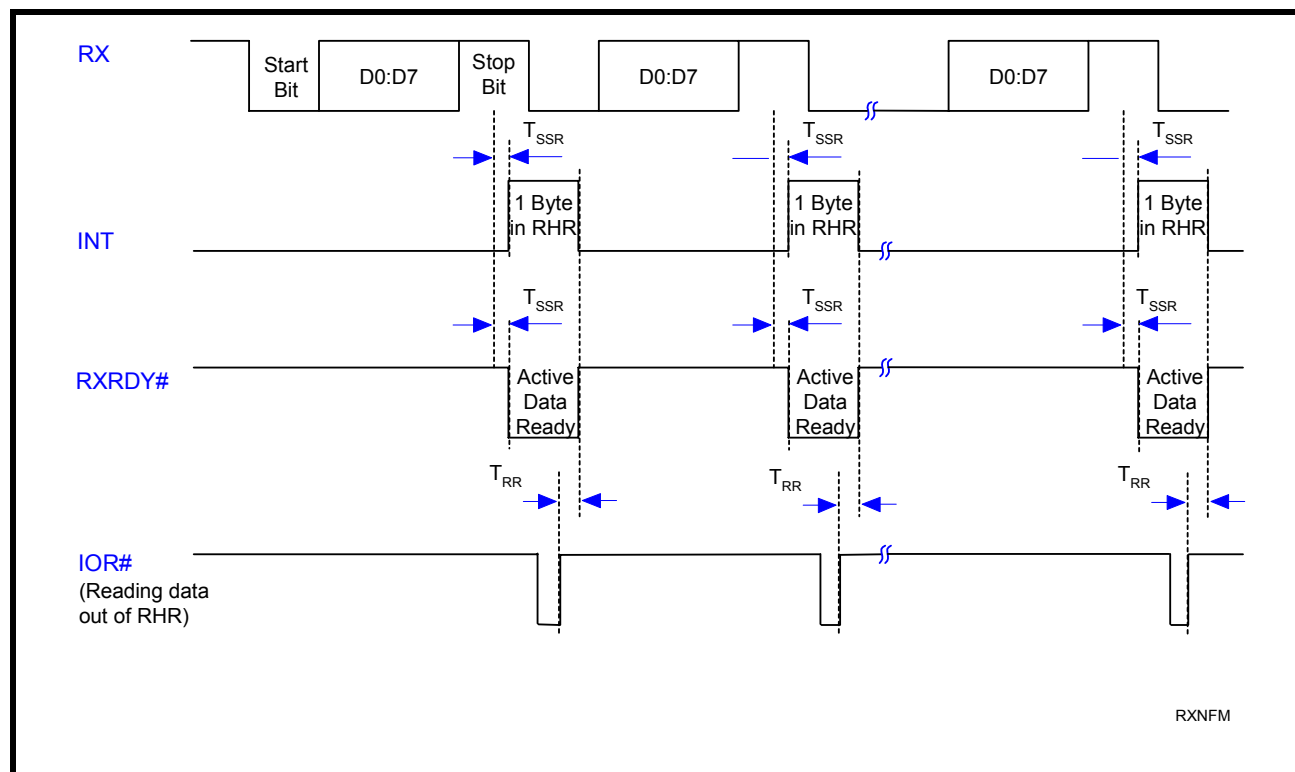 RX
Start
Bit
D0:D7
Stop
Bit
D0:D7
D0:D7
TSSR
TSSR
TSSR
INT
1 Byte
in RHR
1 Byte
in RHR
1 Byte
in RHR
TSSR
TSSR
TSSR
RXRDY#
Active
Data
Ready
Active
Data
Ready
Active
Data
Ready
TRR
TRR
TRR
IOR#
(Reading data
out of RHR)
RXNFM